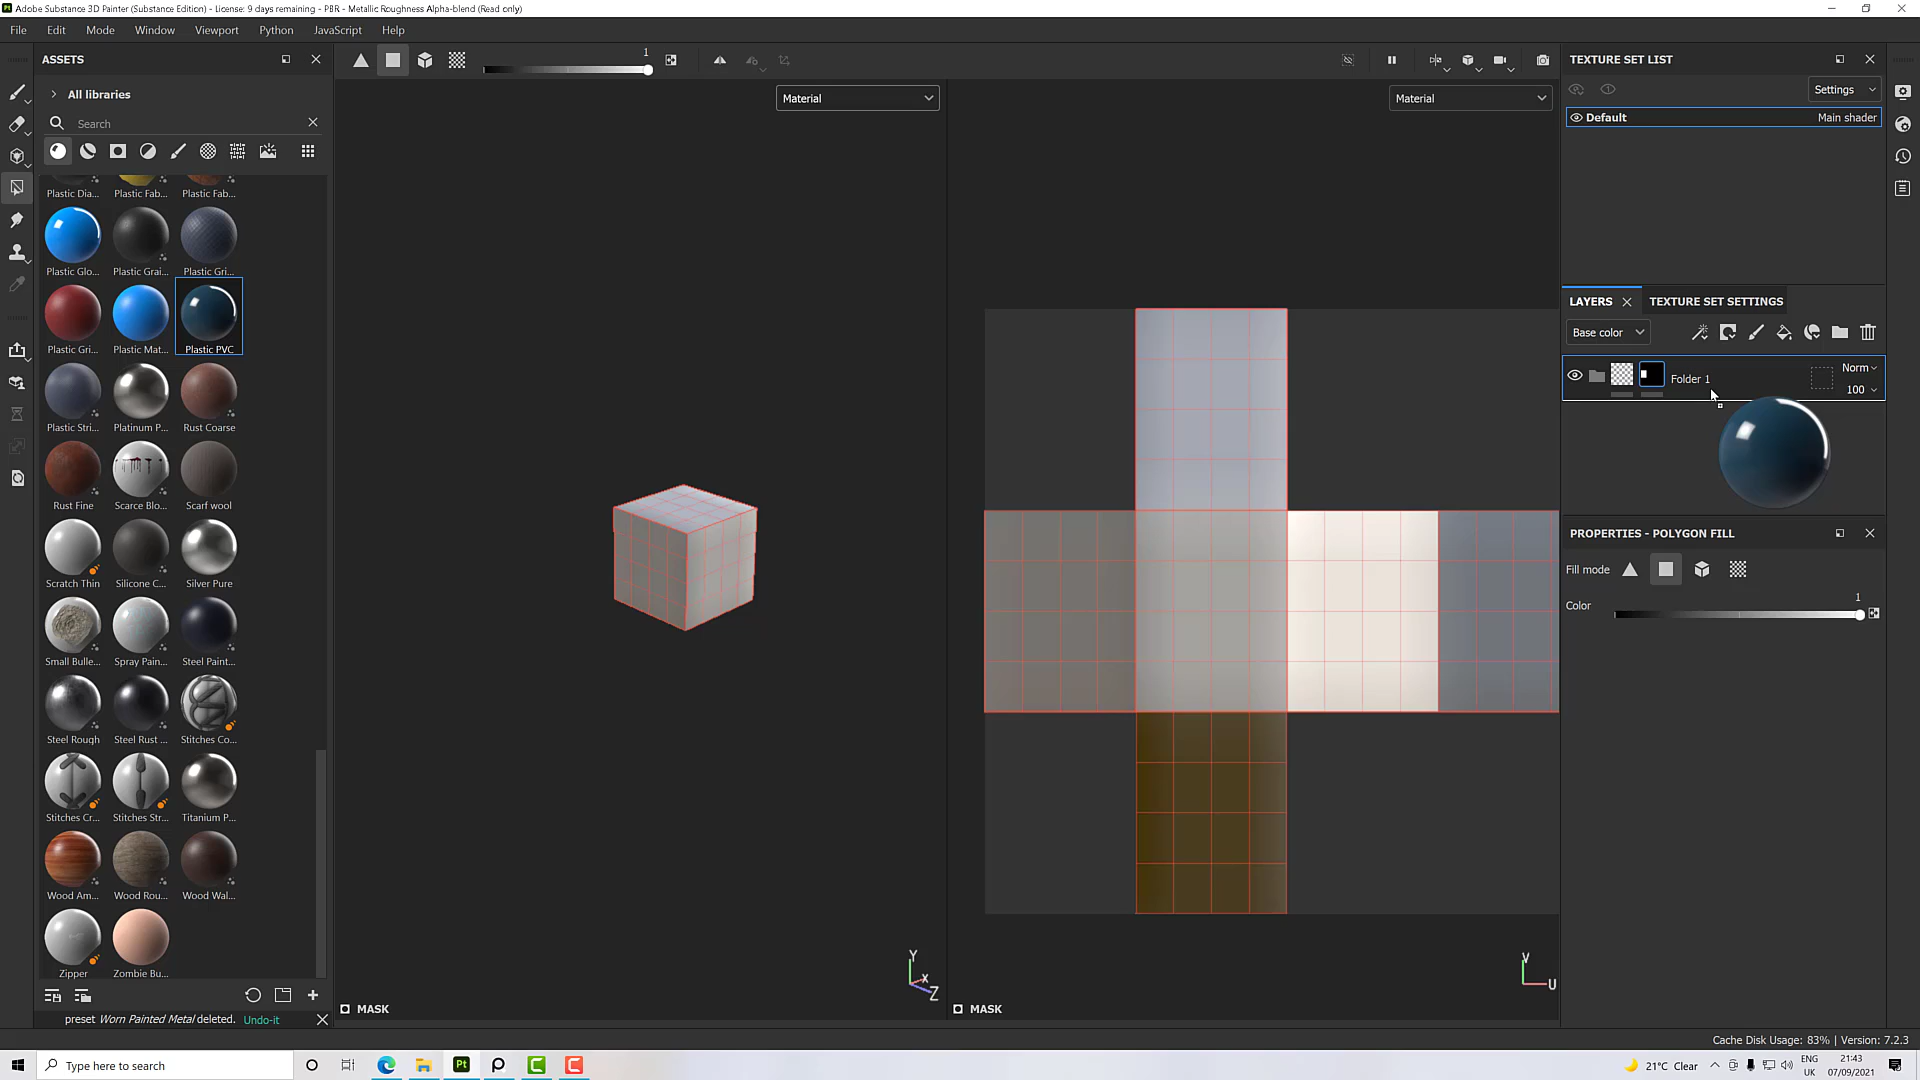 Adobe Substance 3D Painter (Substance Edition) - License: 9 days remaining - PBR - Metallic Roughness Alpha-blend (Read only)
File Edit Mode Window Viewport Python JavaScript Help
ASSETS
All libraries
Search
Plastic Dia... Plastic Fab... Plastic Fab...
Plastic Glo... Plastic Grai... Plastic Gri...
Plastic Gri... Plastic Mat... Plastic PVC
Plastic Stri... Platinum P... Rust Coarse
Rust Fine Scarce Blo... Scarf wool
Scratch Thin Silicone C... Silver Pure
Small Bulle... Spray Pain... Steel Paint...
Steel Rough Steel Rust ... Stitches Co...
Stitches Cr... Stitches Str... Titanium P...
Wood Am... Wood Rou... Wood Wal...
Zipper Zombie Bu...
preset Worn Painted Metal deleted. Undo-it
1
Material
Y
X
Z
MASK
Material
V
U
MASK
TEXTURE SET LIST
Settings
Default Main shader
LAYERS TEXTURE SET SETTINGS
Base color
Folder 1 Norm
100
PROPERTIES - POLYGON FILL
Fill mode
Color 1
Cache Disk Usage: 83% | Version: 7.2.3
Type here to search
Pt
21°C Clear
ENG
UK
21:43
07/09/2021